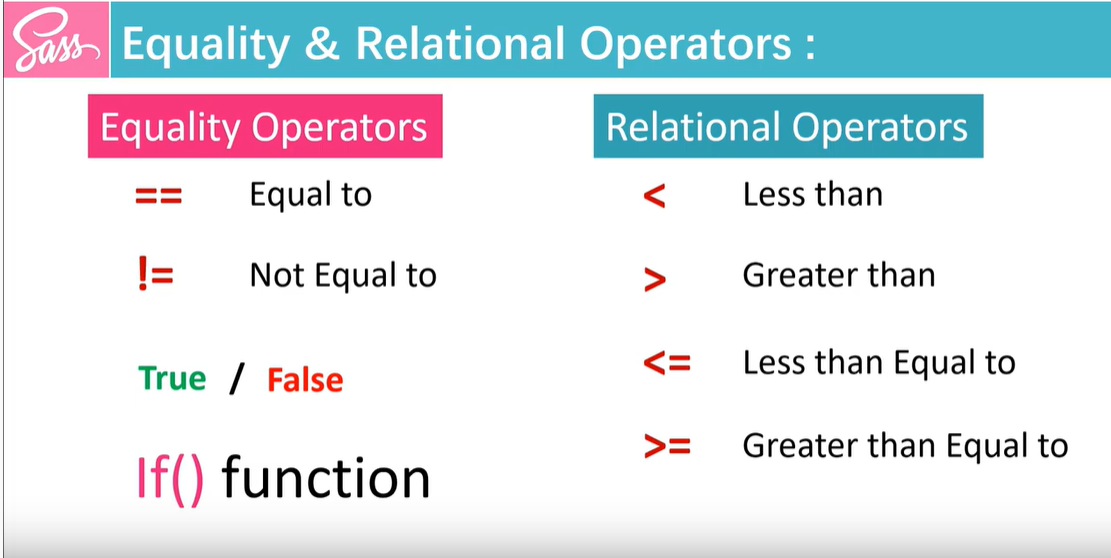 Sass Equality & Relational Operators :
Equality Operators
== Equal to
!= Not Equal to
True / False
If() function
Relational Operators
< Less than
> Greater than
<= Less than Equal to
>= Greater than Equal to